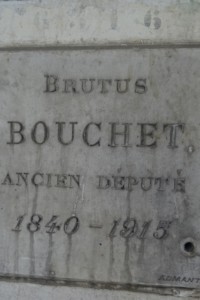 BRUTUS
BOUCHET
ANCIEN DÉPUTÉ
1840-1915